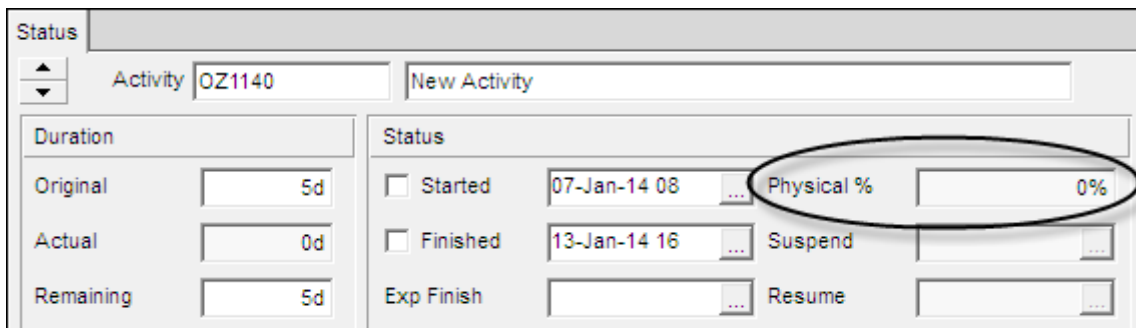 Status
Activity OZ1140 New Activity
Duration Status
Original 5d Started 07-Jan-14 08 ... Physical % 0%
Actual 0d Finished 13-Jan-14 16 ... Suspend ...
Remaining 5d Exp Finish ... Resume ...